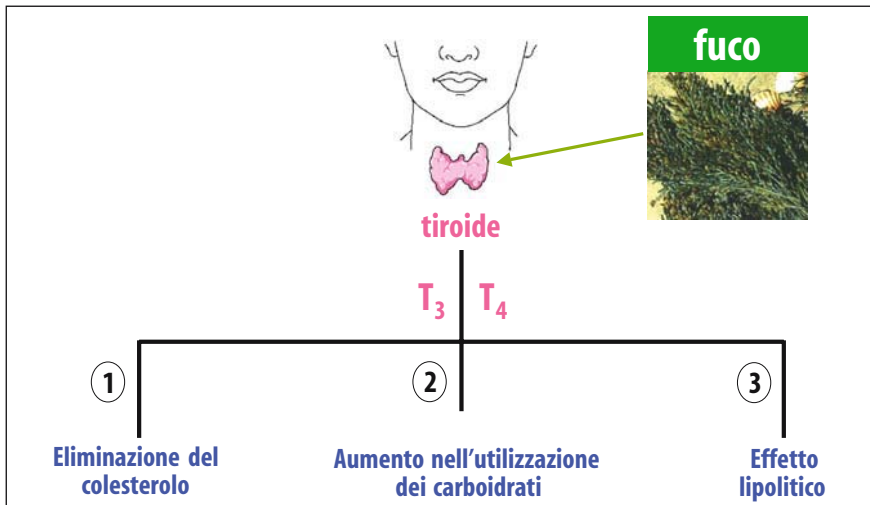 fuco
tiroide
T₃ T₄
1
2
3
Eliminazione del
colesterolo
Aumento nell'utilizzazione
dei carboidrati
Effetto
lipolitico